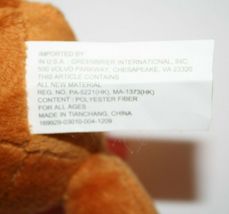 IMPORTED BY
IN U.S.A.: GREENBRIER INTERNATIONAL, INC.
500 VOLVO PARKWAY, CHESAPEAKE, VA 23320
THIS ARTICLE CONTAINS
ALL NEW MATERIAL
REG. NO. PA-5221(HK), MA-1373(HK)
CONTENT: POLYESTER FIBER
FOR ALL AGES
MADE IN TIANCHANG, CHINA
189929-03010-004-1209